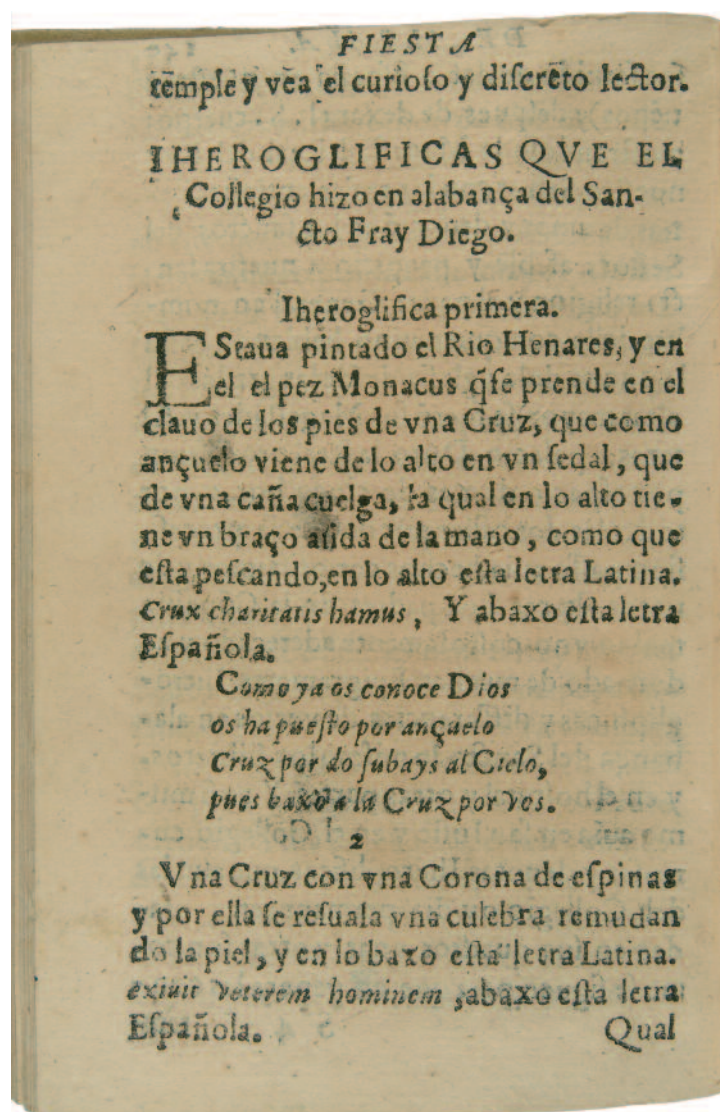 FIESTA
tẽmple y vea el curioſo y diſcreto lector.
IHEROGLIFICAS QVE EL
Collegio hizo en alabança del San-
cto Fray Diego.
Iheroglifica primera.
EStaua pintado el Rio Henares, y en
el el pez Monacus q̃ſe prende en el
clauo de los pies de vna Cruz, que como
ançuelo viene de lo alto en vn ſedal, que
de vna caña cuelga, la qual en lo alto tie-
ne vn braço aſida de la mano, como que
eſta peſcando, en lo alto eſta letra Latina.
Crux charitatis hamus, Y abaxo eſta letra
Eſpañola.
Como ya os conoce Dios
os ha pueſto por ançuelo
Cruz por do ſubays al Cielo,
pues baxò a la Cruz por vos.
2
Vna Cruz con vna Corona de eſpinas
y por ella ſe reſuala vna culebra remudan
do la piel, y en lo baxo eſta letra Latina.
exiuit veterem hominem, abaxo eſta letra
Eſpañola. Qual